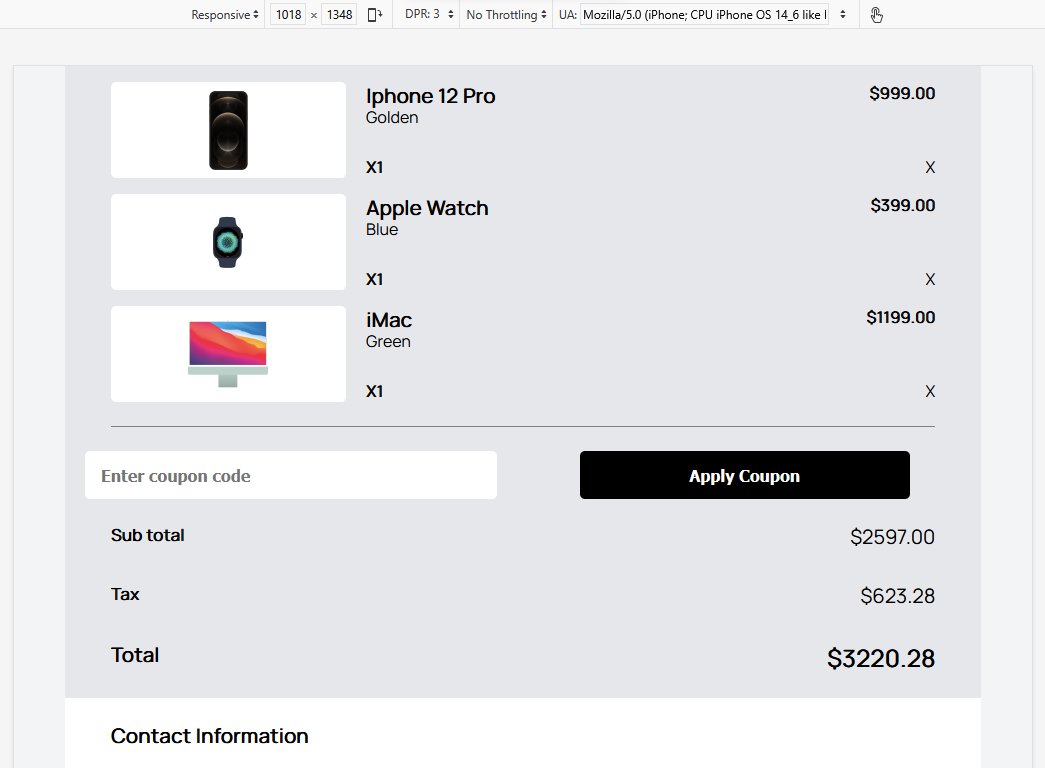 Responsive 1018 × 1348 DPR: 3 No Throttling UA: Mozilla/5.0 (iPhone; CPU iPhone OS 14_6 like
Iphone 12 Pro $999.00
Golden
X1 X
Apple Watch $399.00
Blue
X1 X
iMac $1199.00
Green
X1 X
Enter coupon code Apply Coupon
Sub total $2597.00
Tax $623.28
Total $3220.28
Contact Information